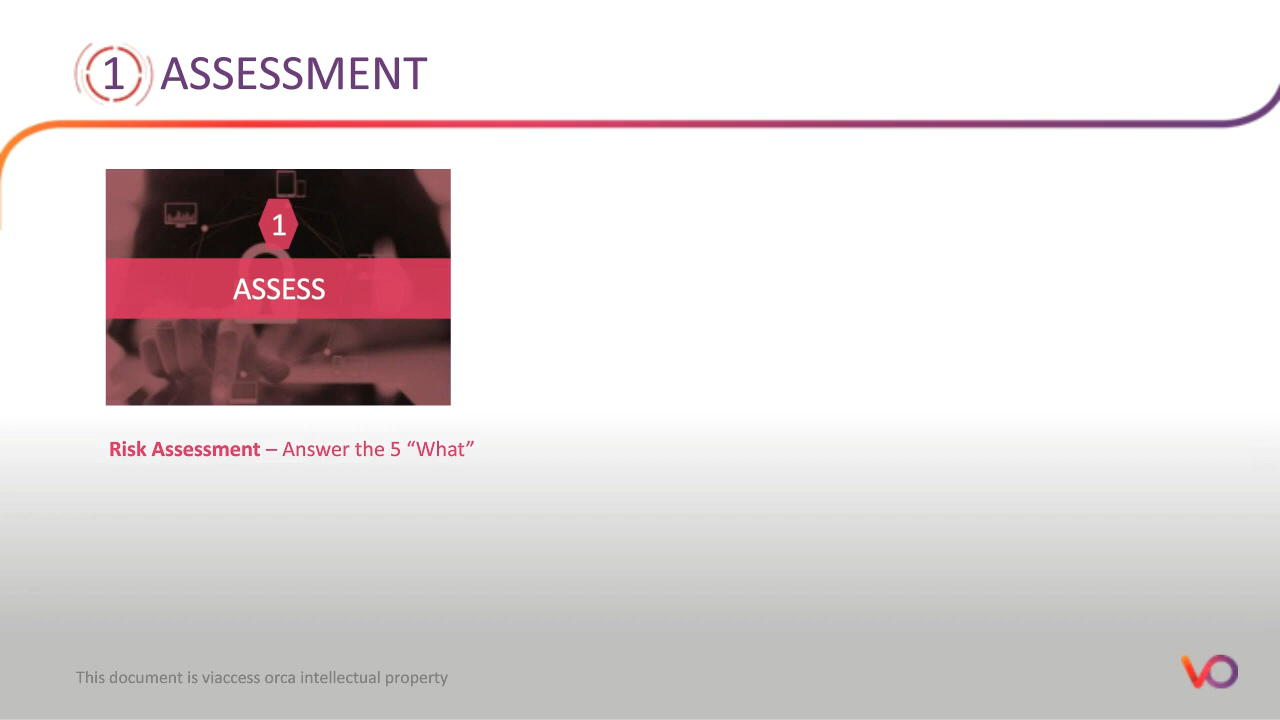 1 ASSESSMENT
1
ASSESS
Risk Assessment – Answer the 5 “What”
This document is viaccess orca intellectual property
VO